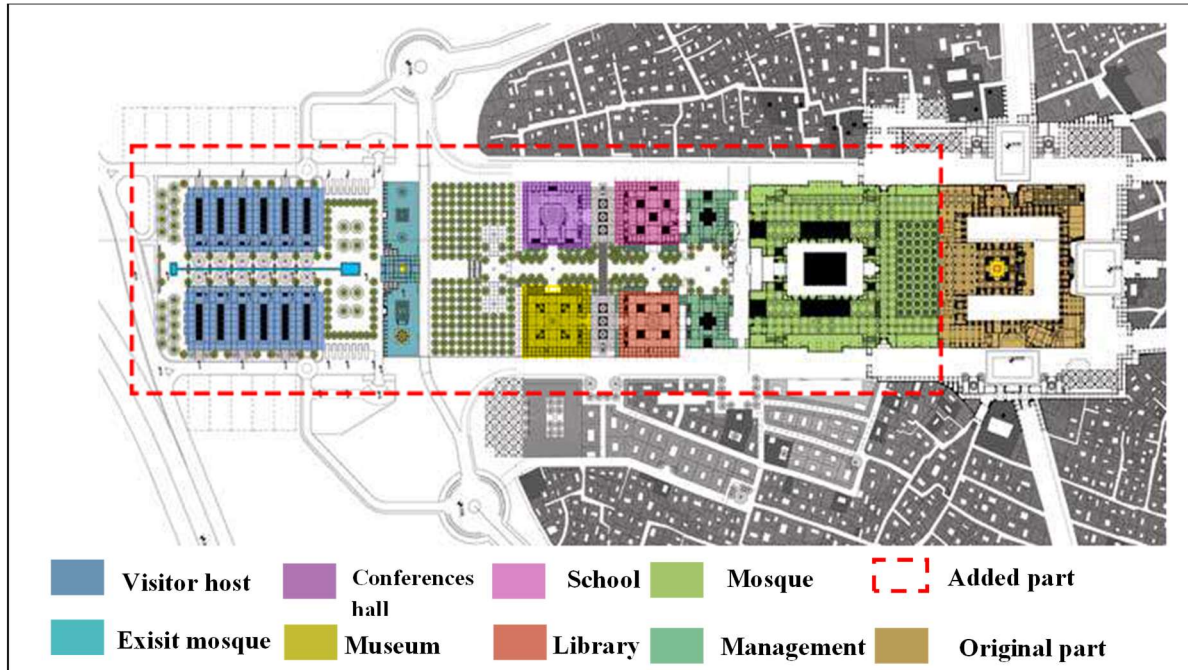 Visitor host
Conferences
hall
School
Mosque
Added part
Exisit mosque
Museum
Library
Management
Original part